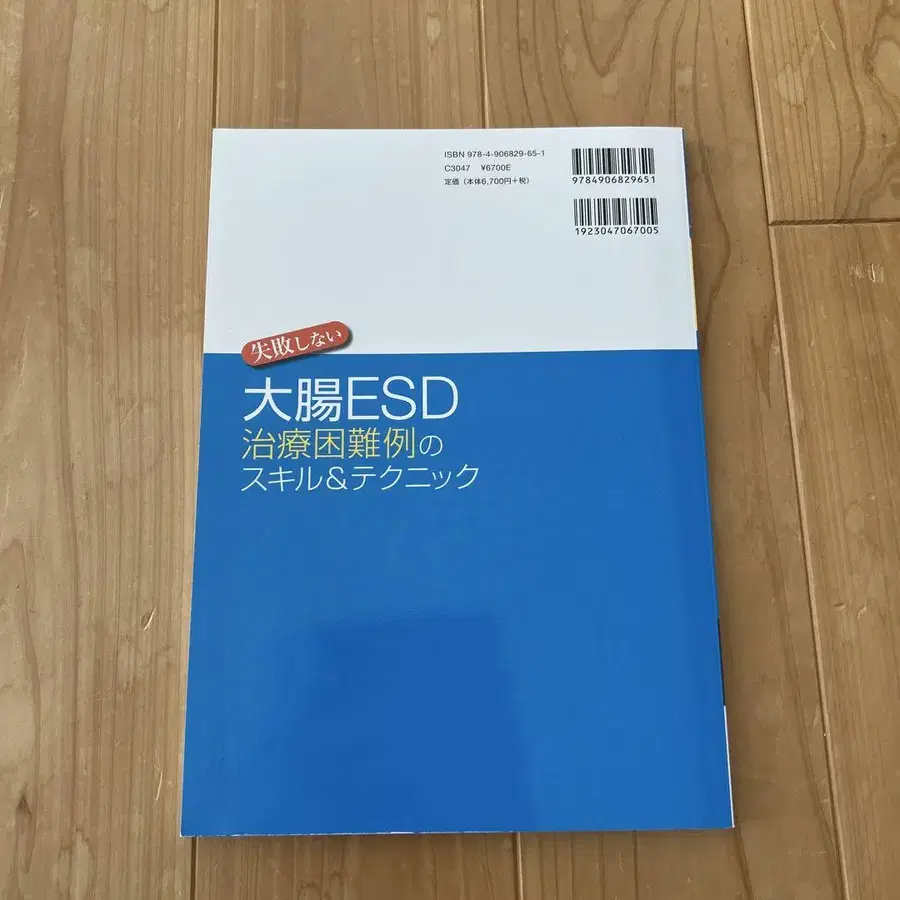 ISBN 978-4-906829-65-1
C3047 ¥6700E
定価（本体6,700円+税）
9784906829651
1923047067005
失敗しない
大腸ESD
治療困難例の
スキル&テクニック